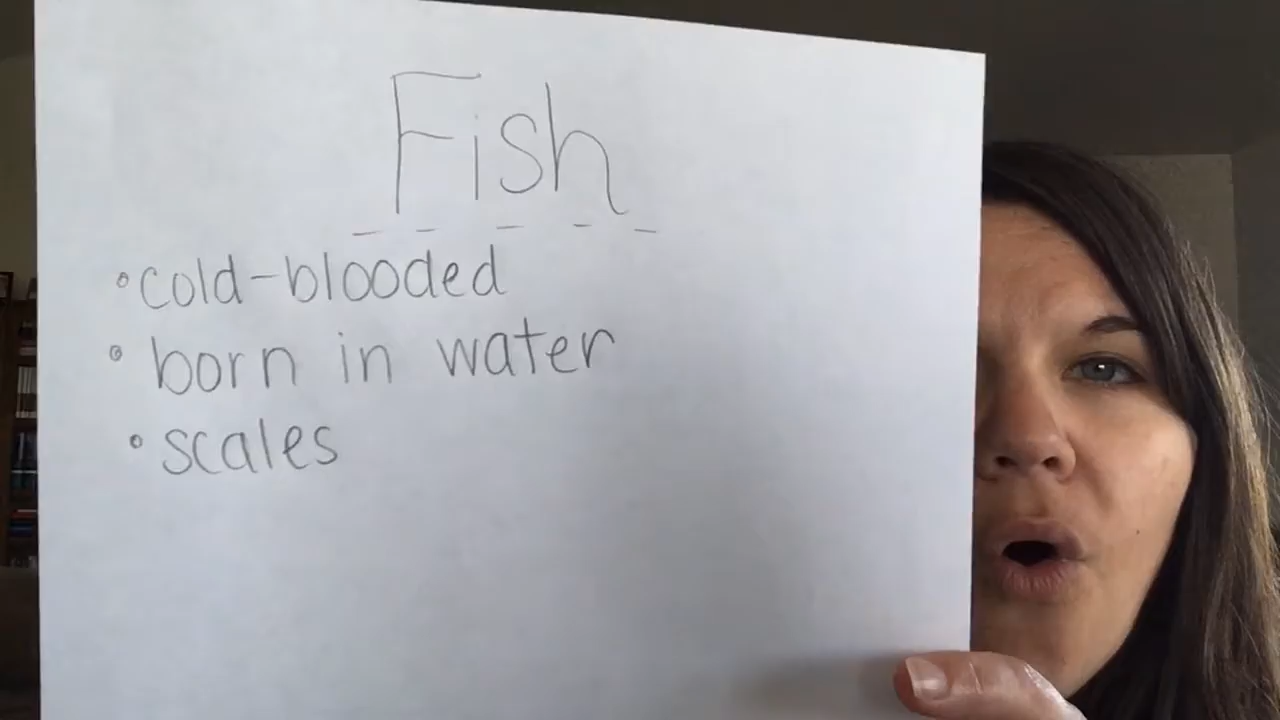 Fish
• cold-blooded
• born in water
• scales